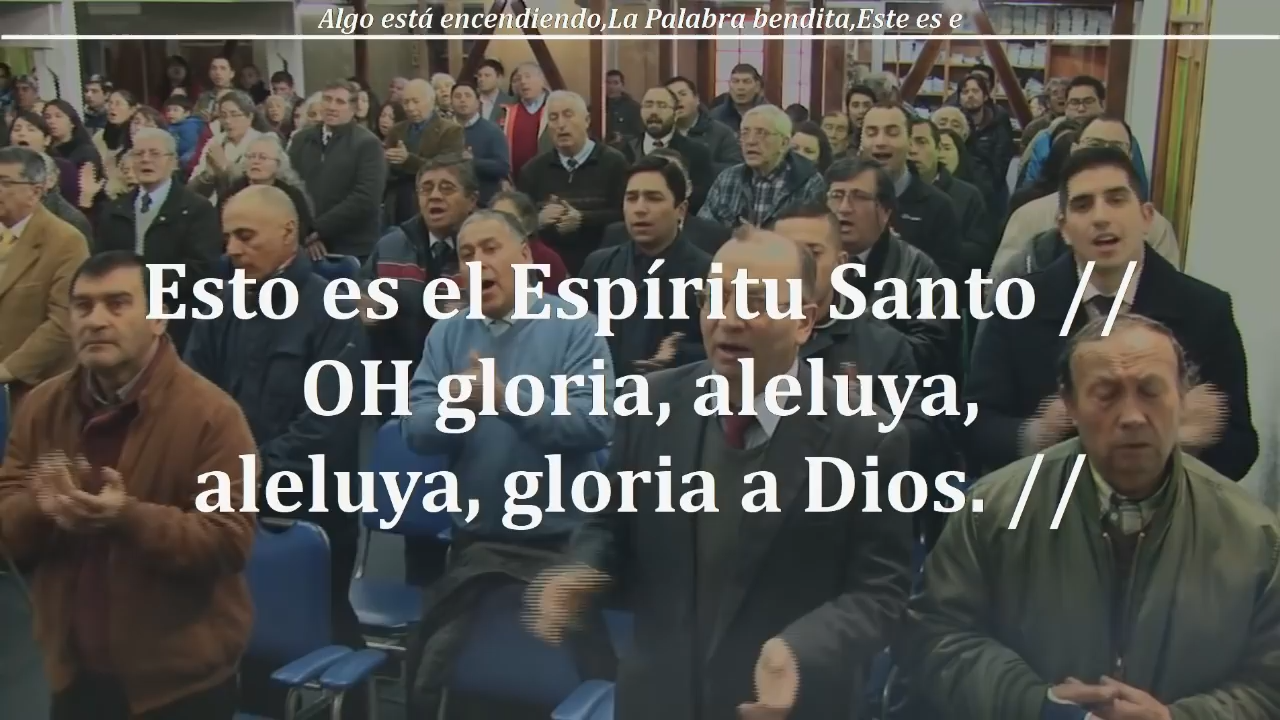 Algo está encendiendo,La Palabra bendita,Este es e
Esto es el Espíritu Santo //
OH gloria, aleluya,
aleluya, gloria a Dios. //